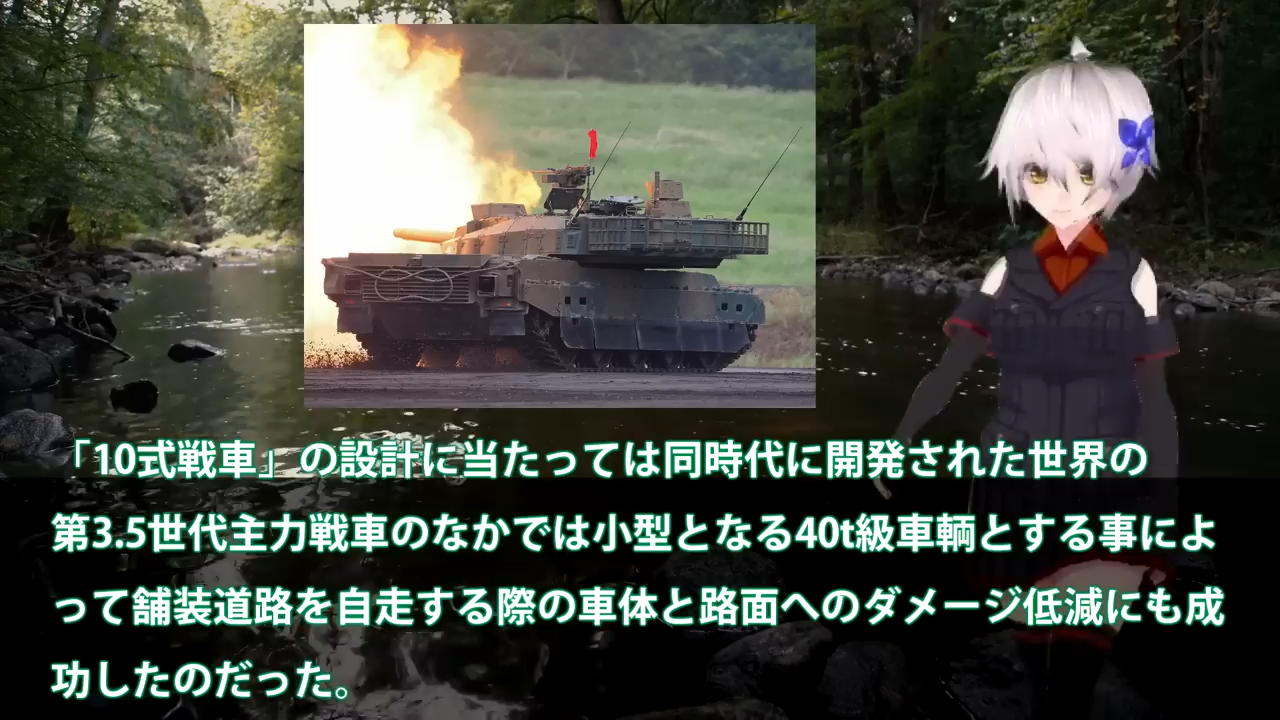 「10式戦車」の設計に当たっては同時代に開発された世界の
第3.5世代主力戦車のなかでは小型となる40t級車輌とする事によ
って舗装道路を自走する際の車体と路面へのダメージ低減にも成
功したのだった。